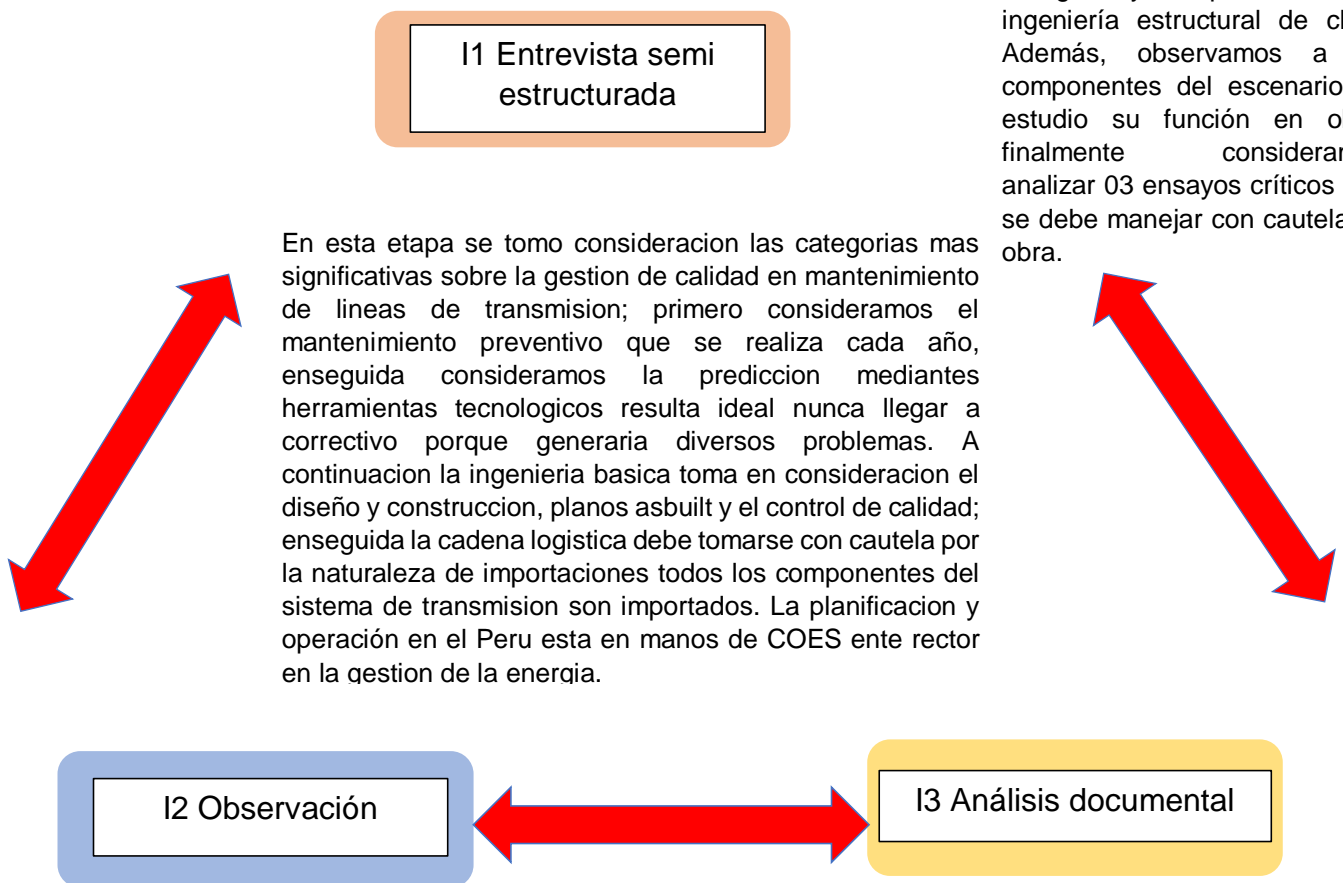 I1 Entrevista semi
estructurada
ingeniería estructural de
Además, observamos a
componentes del escenario
estudio su función en
finalmente
analizar 03 ensayos críticos
se debe manejar con cautela
obra.
En esta etapa se tomo consideracion las categorias mas
significativas sobre la gestion de calidad en mantenimiento
de lineas de transmision; primero consideramos el
mantenimiento preventivo que se realiza cada año,
enseguida consideramos la prediccion mediantes
herramientas tecnologicos resulta ideal nunca llegar a
correctivo porque generaria diversos problemas. A
continuacion la ingenieria basica toma en consideracion el
diseño y construccion, planos asbuilt y el control de calidad;
enseguida la cadena logistica debe tomarse con cautela por
la naturaleza de importaciones todos los componentes del
sistema de transmision son importados. La planificacion y
operación en el Peru esta en manos de COES ente rector
en la gestion de la energia.
I2 Observación
I3 Análisis documental